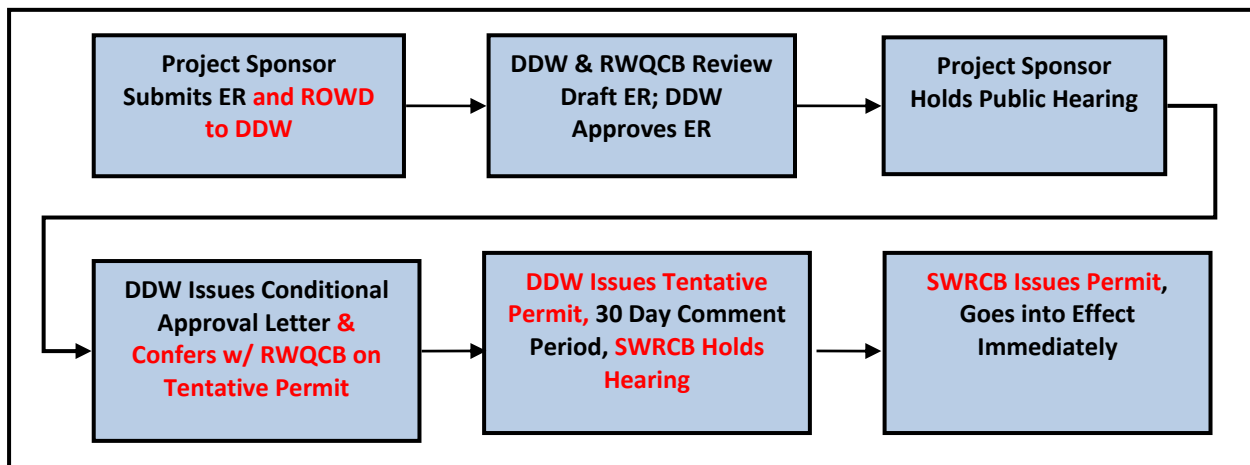 Project Sponsor
Submits ER and ROWD
to DDW
DDW & RWQCB Review
Draft ER; DDW
Approves ER
Project Sponsor
Holds Public Hearing
DDW Issues Conditional
Approval Letter &
Confers w/ RWQCB on
Tentative Permit
DDW Issues Tentative
Permit, 30 Day Comment
Period, SWRCB Holds
Hearing
SWRCB Issues Permit,
Goes into Effect
Immediately